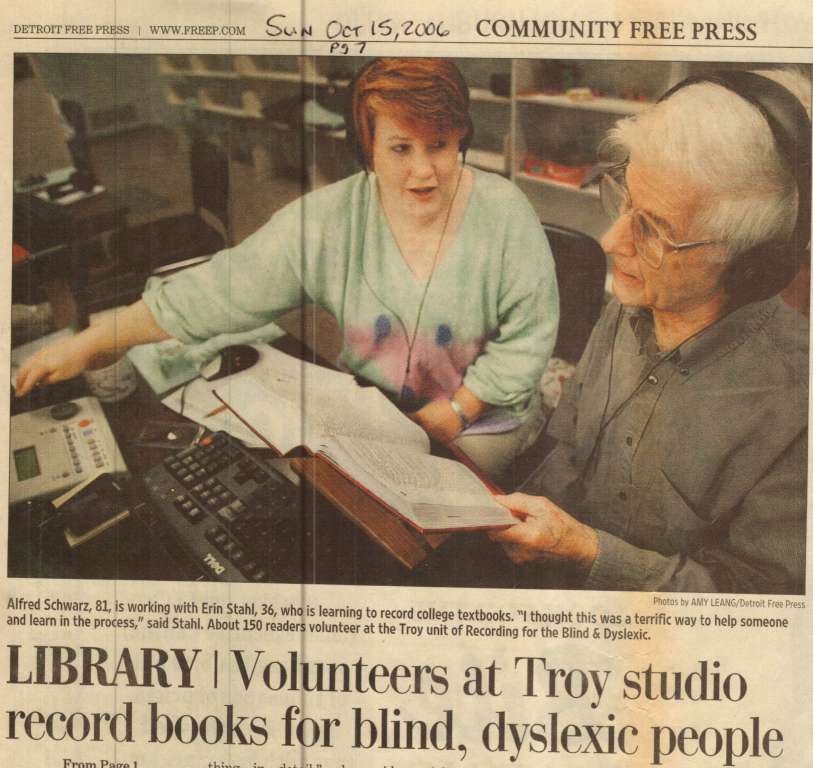 DETROIT FREE PRESS | WWW.FREEP.COM SUN OCT 15, 2006 COMMUNITY FREE PRESS
Pg 7
DELL
Photos by AMY LEANG/Detroit Free Press
Alfred Schwarz, 81, is working with Erin Stahl, 36, who is learning to record college textbooks. "I thought this was a terrific way to help someone
and learn in the process," said Stahl. About 150 readers volunteer at the Troy unit of Recording for the Blind & Dyslexic.
LIBRARY | Volunteers at Troy studio
record books for blind, dyslexic people
From Page 1 thing in detail,"